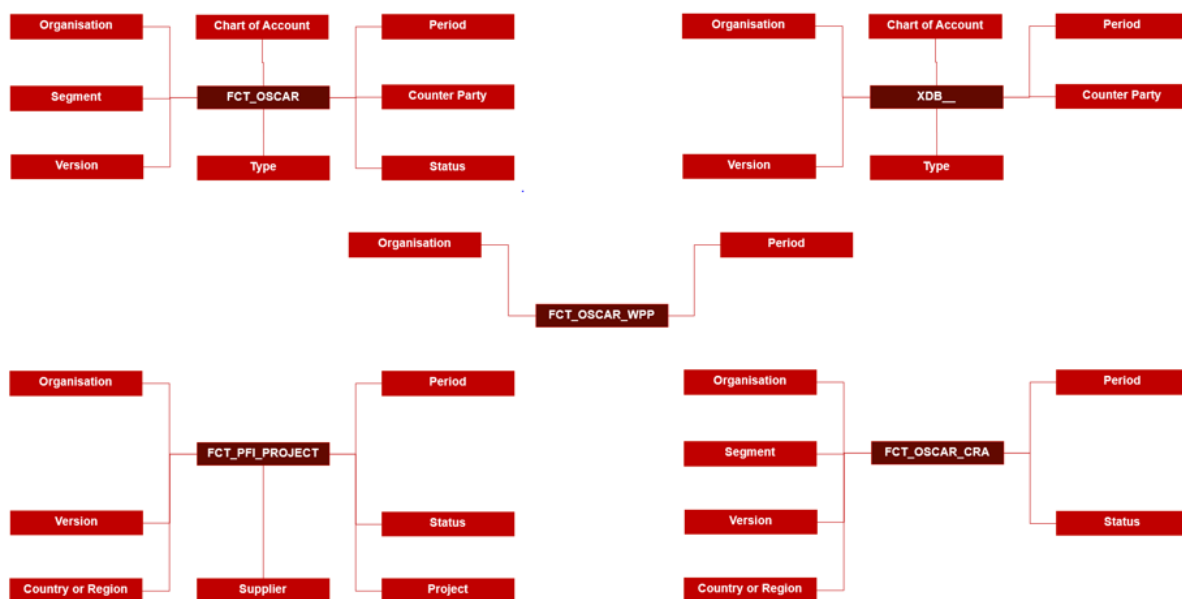 Organisation
Chart of Account
Period
Segment
FCT_OSCAR
Counter Party
Version
Type
Status
Organisation
Chart of Account
Period
XDB__
Counter Party
Version
Type
Organisation
Period
FCT_OSCAR_WPP
Organisation
Period
FCT_PFI_PROJECT
Version
Status
Country or Region
Supplier
Project
Organisation
Period
Segment
FCT_OSCAR_CRA
Version
Status
Country or Region